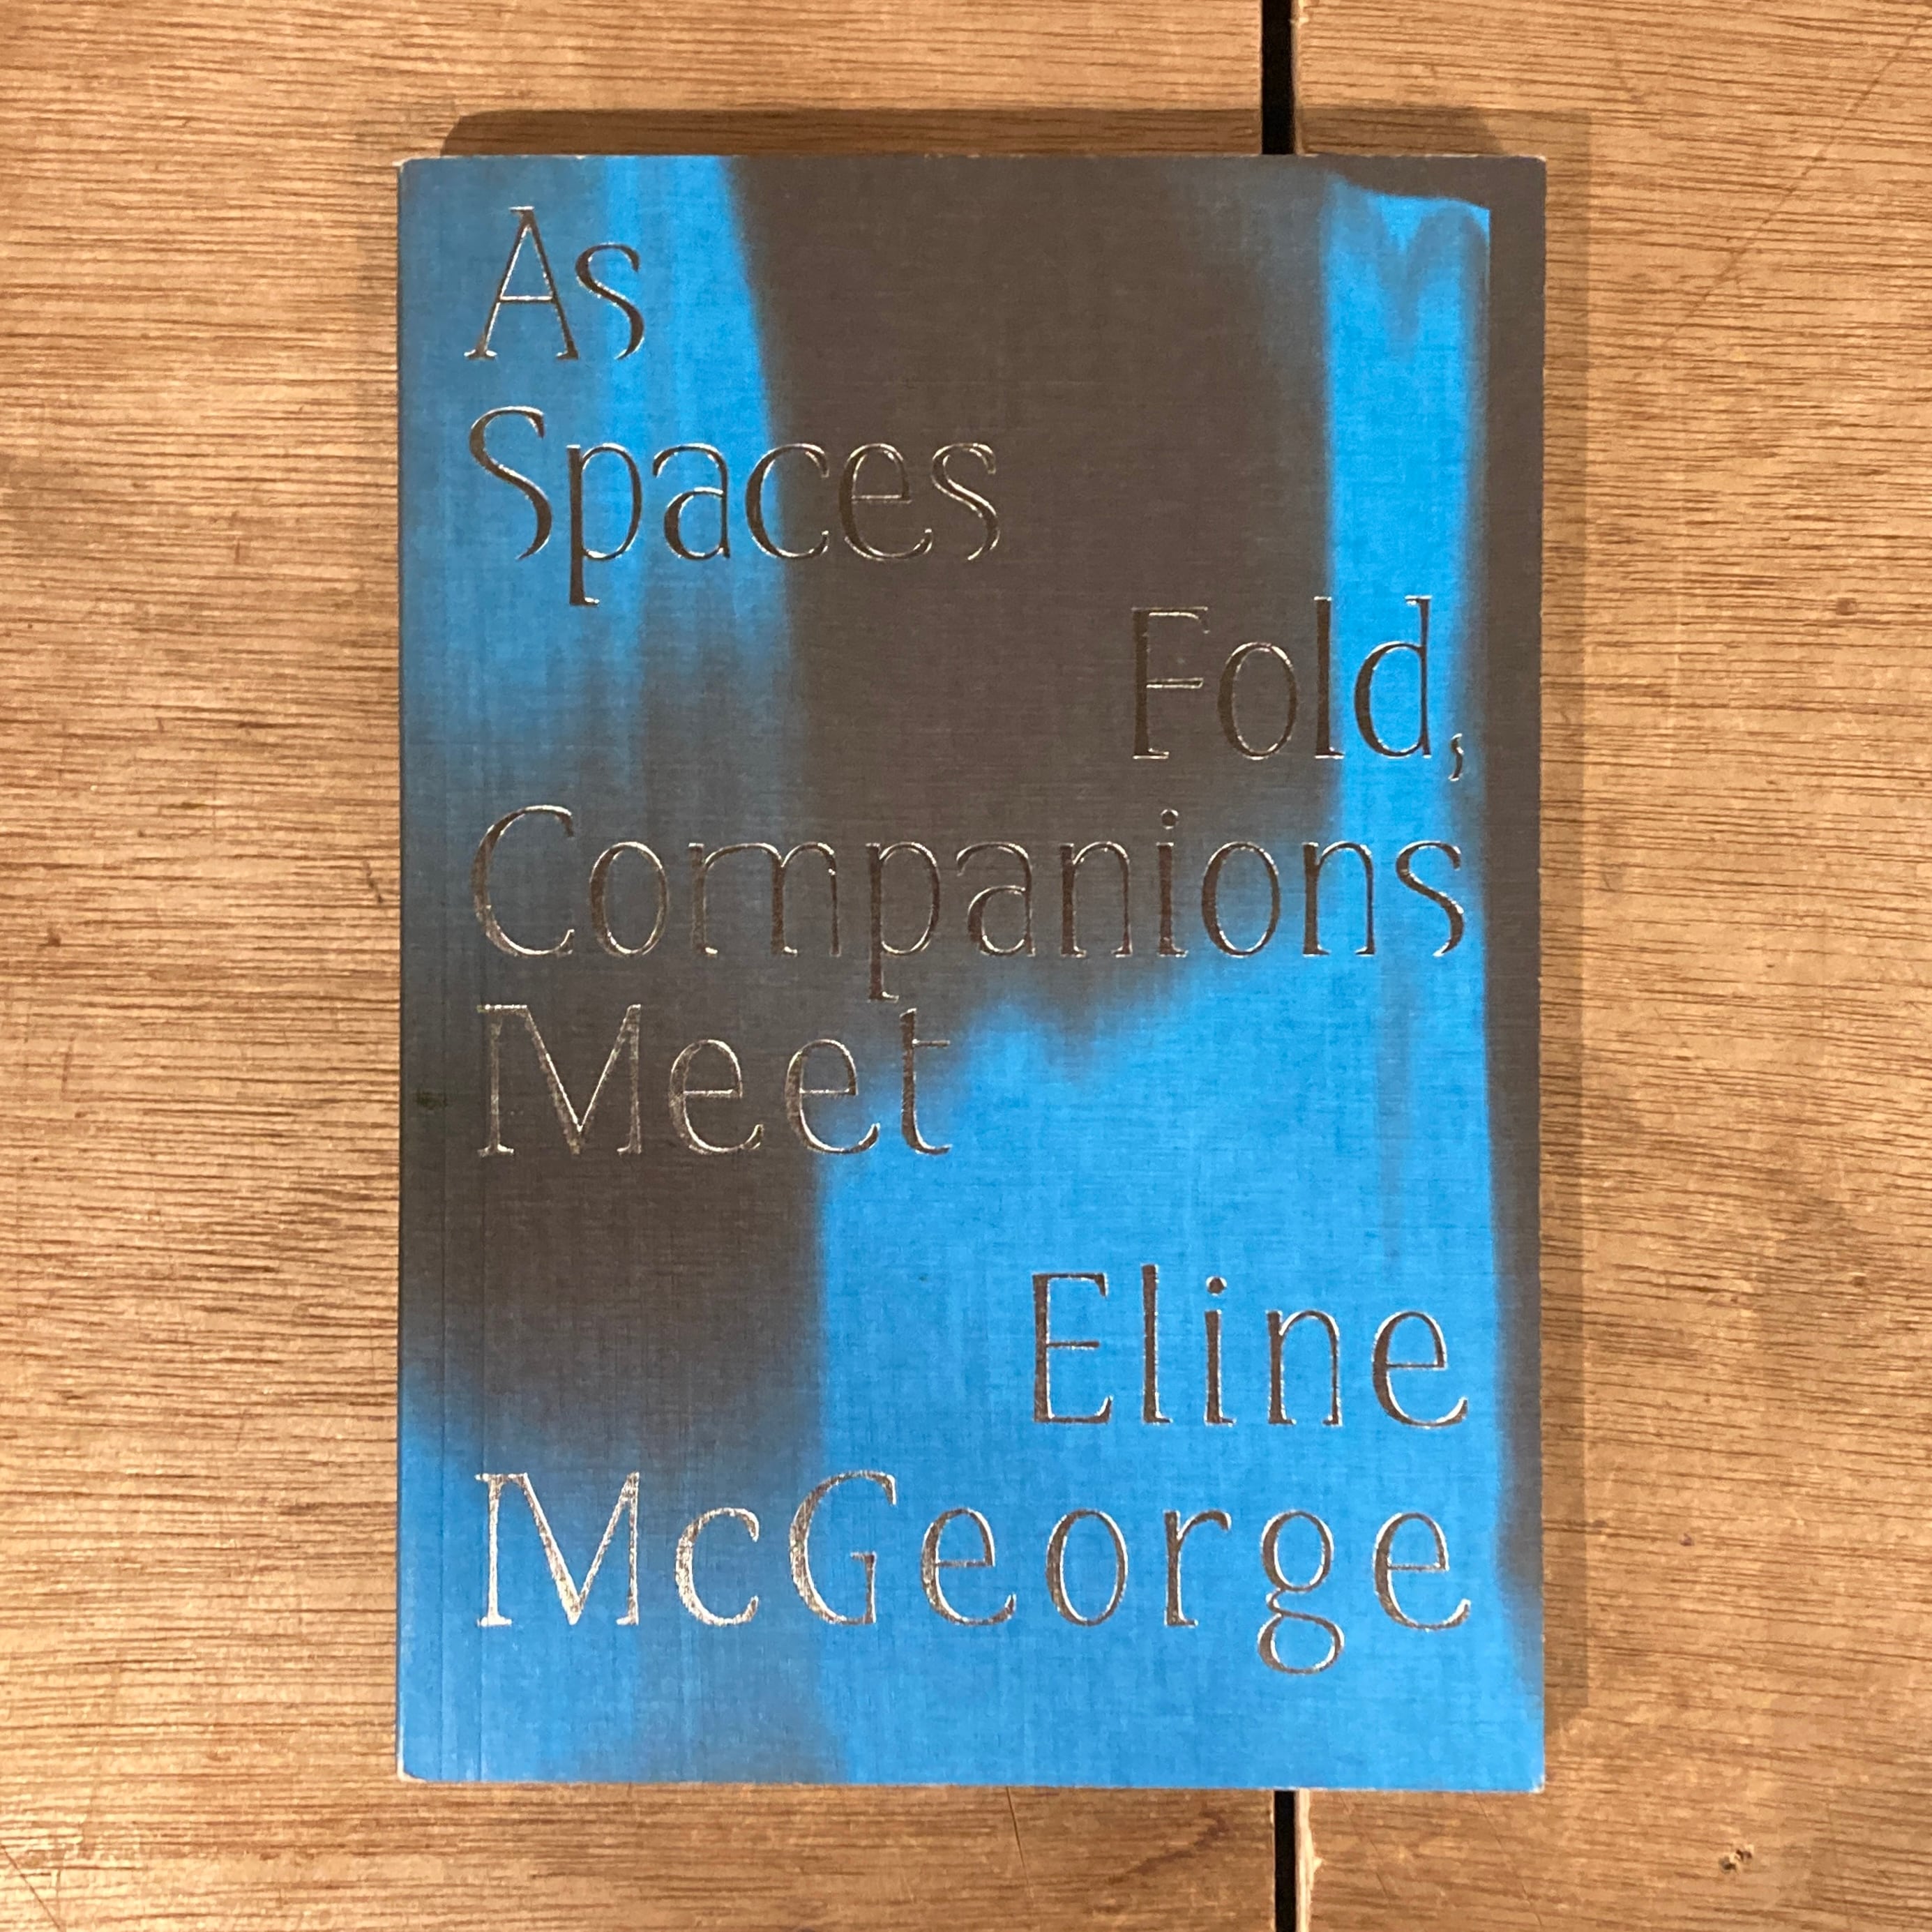 As
Spaces
Fold,
Companions
Meet
Eline
McGeorge